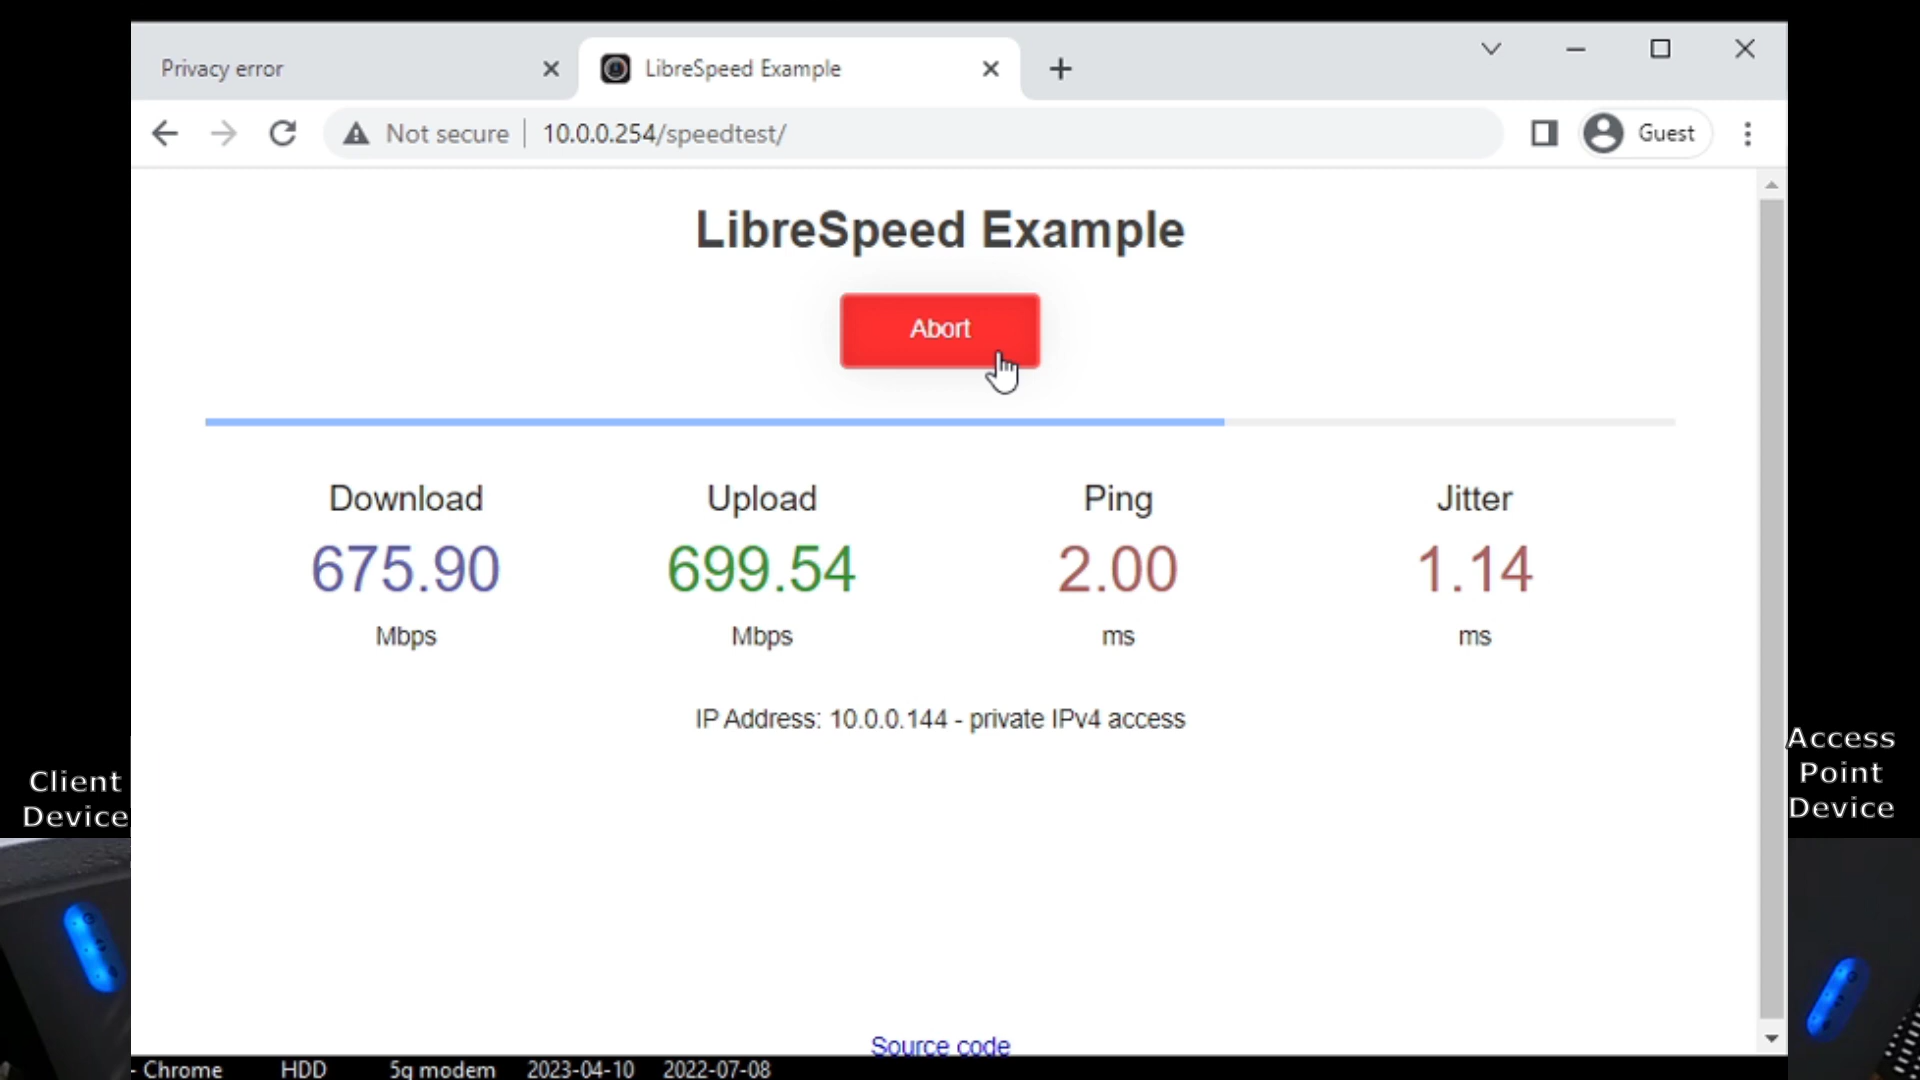 Privacy error
LibreSpeed Example
Not secure
10.0.0.254/speedtest/
Guest
LibreSpeed Example
Abort
Download
Upload
Ping
Jitter
675.90
699.54
2.00
1.14
Mbps
Mbps
ms
ms
IP Address: 10.0.0.144 - private IPv4 access
Client
Device
Access
Point
Device
Source code
- Chrome
HDD
5g modem
2023-04-10
2022-07-08